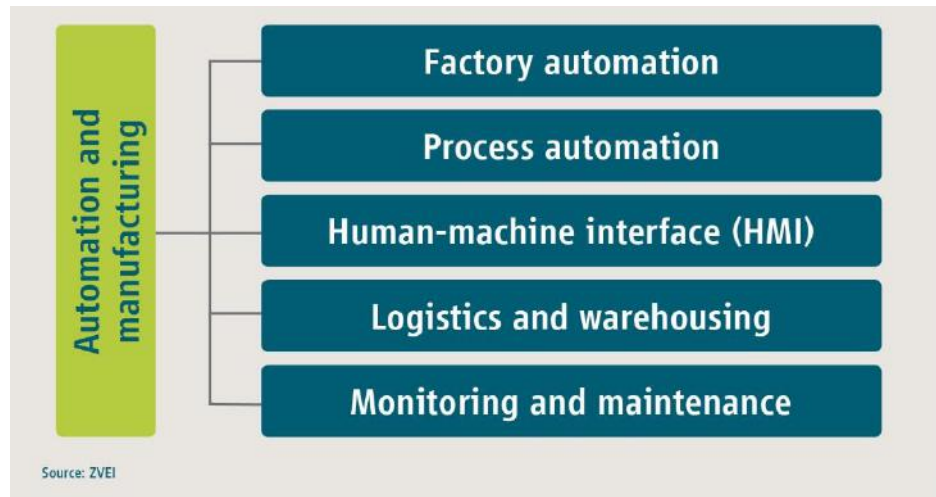 Automation and
manufacturing
Factory automation
Process automation
Human-machine interface (HMI)
Logistics and warehousing
Monitoring and maintenance
Source: ZVEI